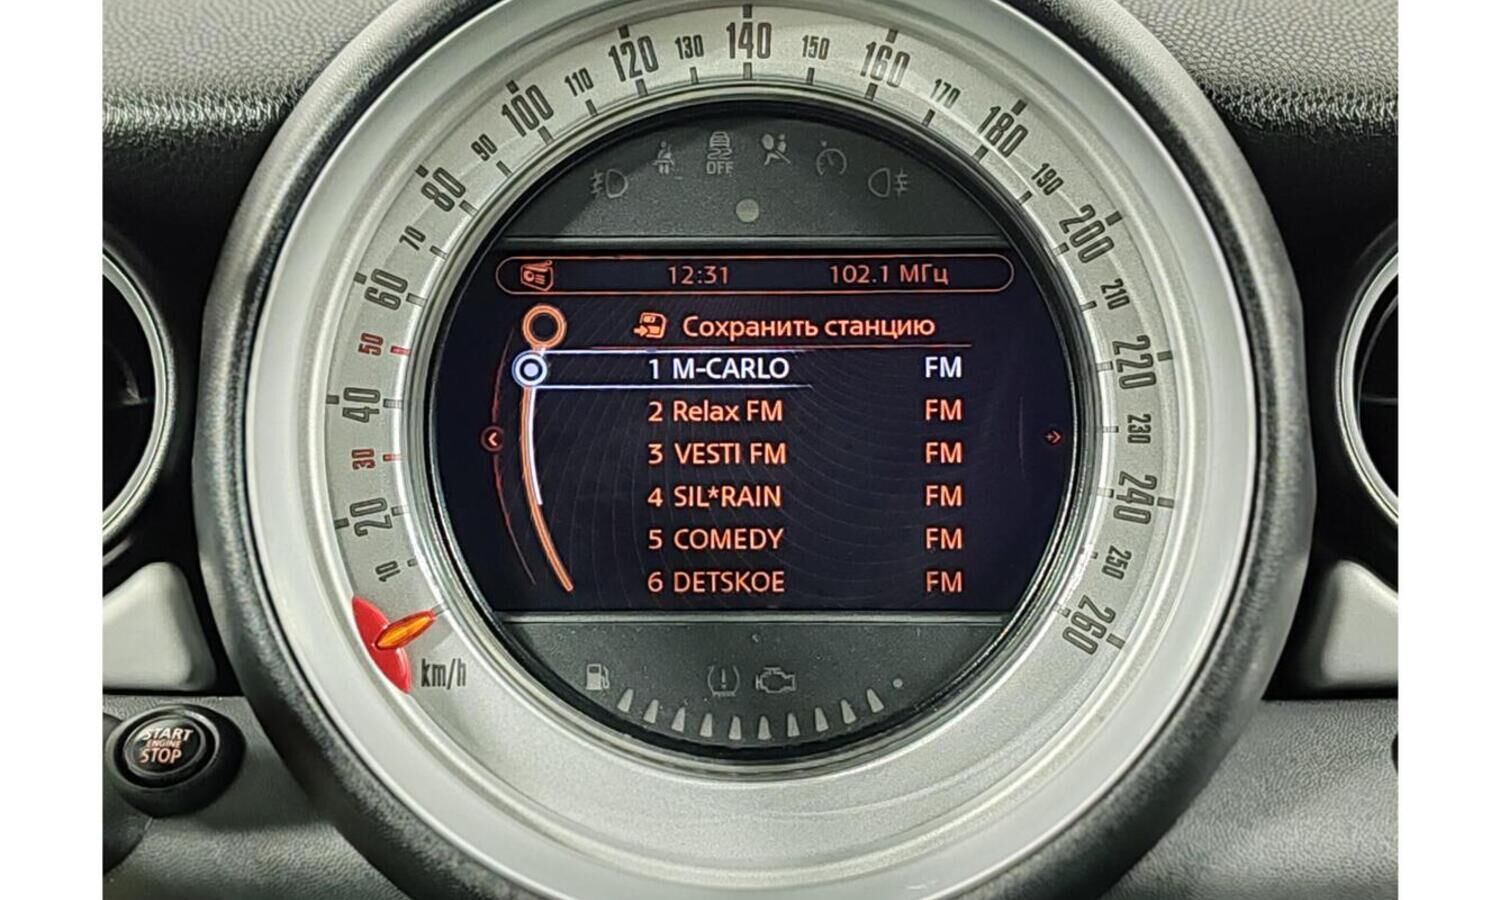 10
20
30
40
50
60
70
80
90
100
110
120
130
140
150
160
170
180
190
200
210
220
230
240
250
260
km/h
OFF
12:31 102.1 МГц
Сохранить станцию
1 M-CARLO FM
2 Relax FM FM
3 VESTI FM FM
4 SIL*RAIN FM
5 COMEDY FM
6 DETSKOE FM
START
ENGINE
STOP